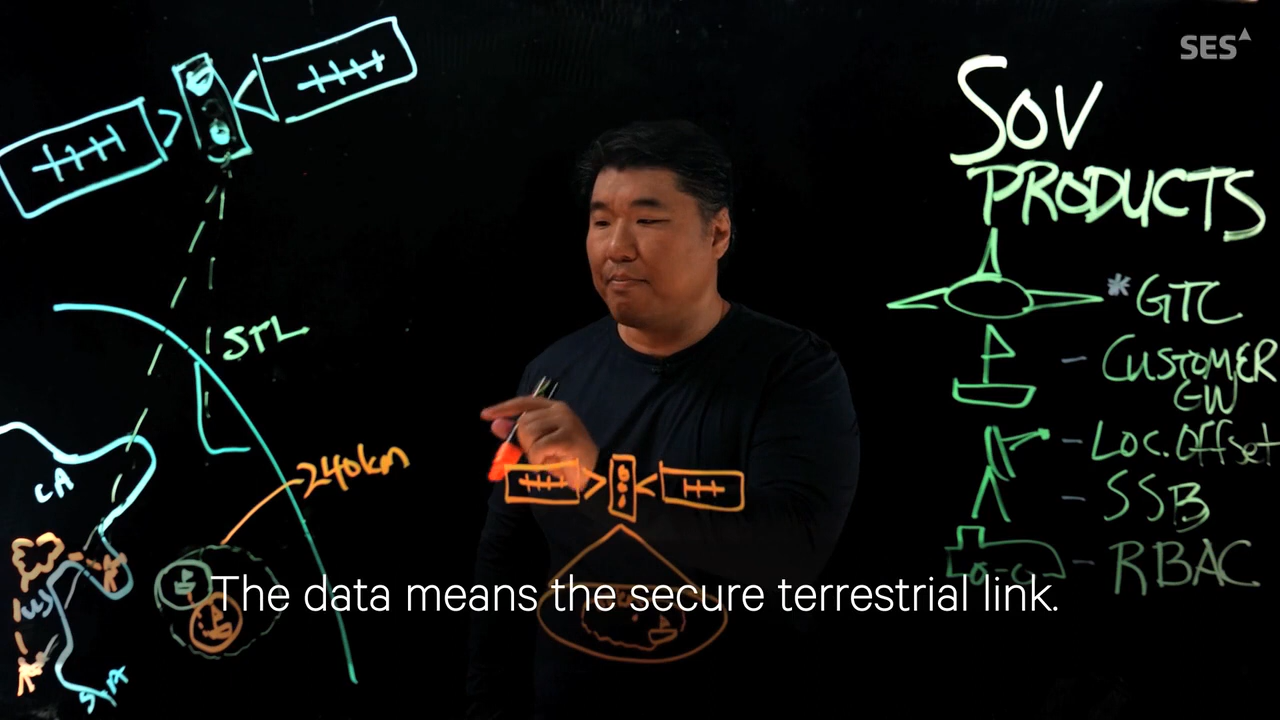 SES
SOV
PRODUCTS
* GTC
- CUSTOMER
GW
- LOC. OFFSET
- SSB
- RBAC
STL
240km
CA
The data means the secure terrestrial link.